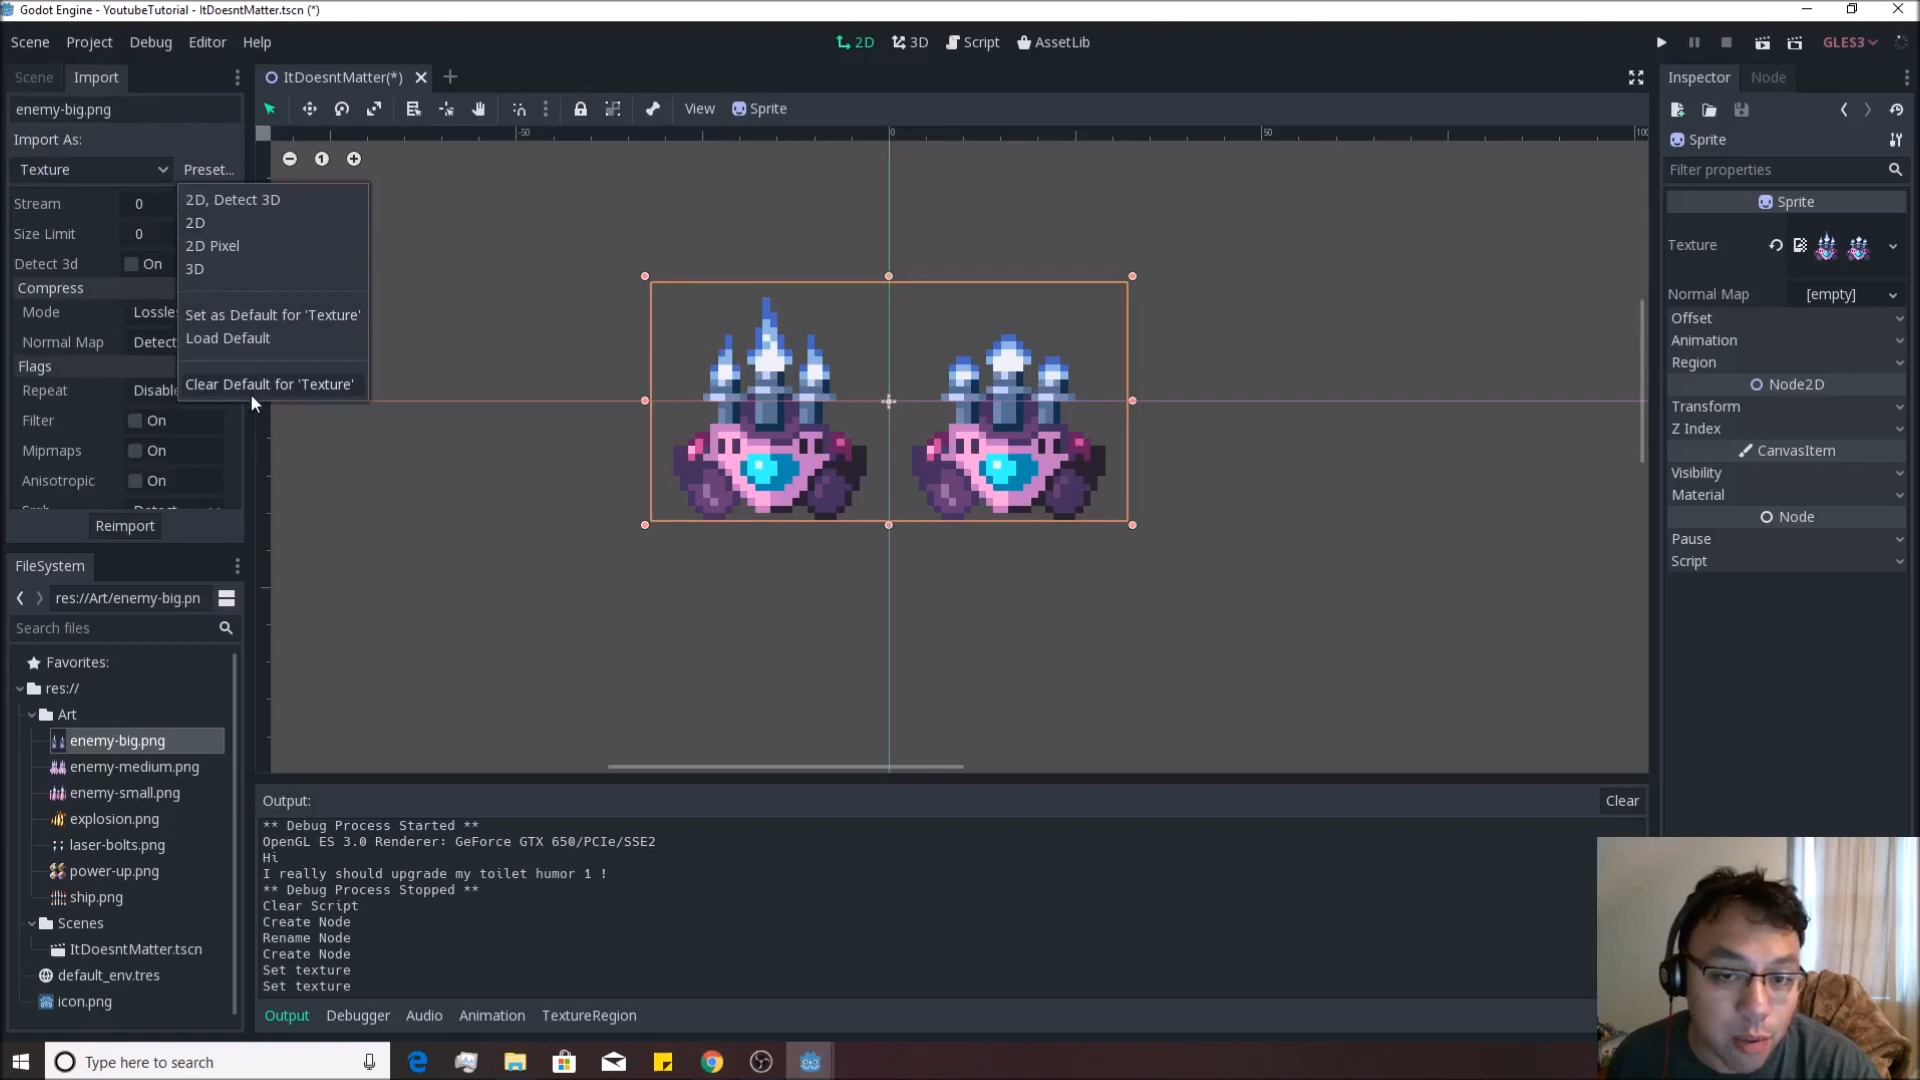 Godot Engine - YoutubeTutorial - ItDoesntMatter.tscn (*)
Scene Project Debug Editor Help
2D 3D Script AssetLib
GLES3
Scene Import
ItDoesntMatter(*)
Inspector Node
enemy-big.png
View Sprite
Import As:
Sprite
Texture Preset...
Filter properties
-50 0 50 100
1
2D, Detect 3D
2D
2D Pixel
3D
Set as Default for 'Texture'
Load Default
Clear Default for 'Texture'
Stream 0
Size Limit 0
Detect 3d On
Compress
Mode Lossle
Normal Map Detect
Flags
Repeat Disable
Filter On
Mipmaps On
Anisotropic On
Reimport
Sprite
Texture
Normal Map [empty]
Offset
Animation
Region
Node2D
Transform
Z Index
CanvasItem
Visibility
Material
Node
Pause
Script
FileSystem
res://Art/enemy-big.pn
Search files
Favorites:
res://
Art
enemy-big.png
enemy-medium.png
enemy-small.png
explosion.png
laser-bolts.png
power-up.png
ship.png
Scenes
ItDoesntMatter.tscn
default_env.tres
icon.png
Output:
Clear
** Debug Process Started **
OpenGL ES 3.0 Renderer: GeForce GTX 650/PCIe/SSE2
Hi
I really should upgrade my toilet humor 1 !
** Debug Process Stopped **
Clear Script
Create Node
Rename Node
Create Node
Set texture
Set texture
Output Debugger Audio Animation TextureRegion
Type here to search